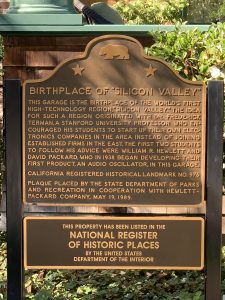 BIRTHPLACE OF "SILICON VALLEY"
THIS GARAGE IS THE BIRTHPLACE OF THE WORLD'S FIRST
HIGH-TECHNOLOGY REGION, "SILICON VALLEY." THE IDEA
FOR SUCH A REGION ORIGINATED WITH DR. FREDERICK
TERMAN, A STANFORD UNIVERSITY PROFESSOR WHO EN-
COURAGED HIS STUDENTS TO START UP THEIR OWN ELEC-
TRONICS COMPANIES IN THE AREA INSTEAD OF JOINING
ESTABLISHED FIRMS IN THE EAST. THE FIRST TWO STUDENTS
TO FOLLOW HIS ADVICE WERE WILLIAM R. HEWLETT AND
DAVID PACKARD, WHO IN 1938 BEGAN DEVELOPING THEIR
FIRST PRODUCT, AN AUDIO OSCILLATOR, IN THIS GARAGE.
CALIFORNIA REGISTERED HISTORICAL LANDMARK NO. 976
PLAQUE PLACED BY THE STATE DEPARTMENT OF PARKS
AND RECREATION IN COOPERATION WITH HEWLETT-
PACKARD COMPANY, MAY 19, 1989.
THIS PROPERTY HAS BEEN LISTED IN THE
NATIONAL REGISTER
OF HISTORIC PLACES
BY THE UNITED STATES
DEPARTMENT OF THE INTERIOR